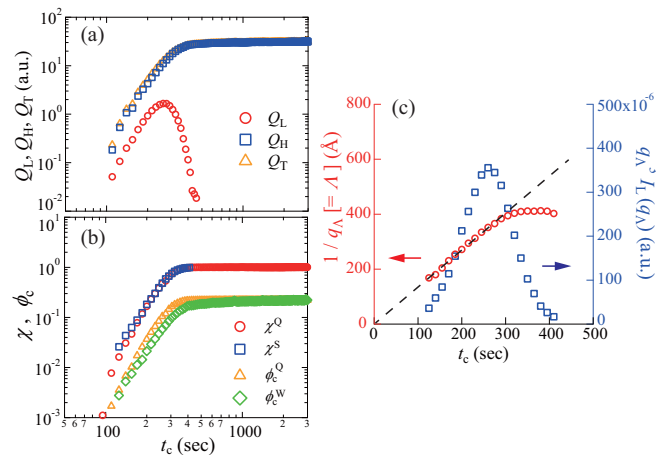 (a)
Q_L, Q_H, Q_T (a.u.)
10^2
10^1
10^0
10^-1
10^-2
Q_L
Q_H
Q_T
(b)
χ, ϕ_c
10^0
10^-1
10^-2
10^-3
χ^Q
χ^S
ϕ_c^Q
ϕ_c^W
5 6 7 8 2 3 4 5 6 7 8 2 3
100 1000
t_c (sec)
(c)
1 / q_Λ [= Λ] (Å)
800
600
400
200
0
0 100 200 300 400 500
t_c (sec)
500x10^-6
400
300
200
100
0
q_Λ^3 I_L (q_Λ) (a.u.)